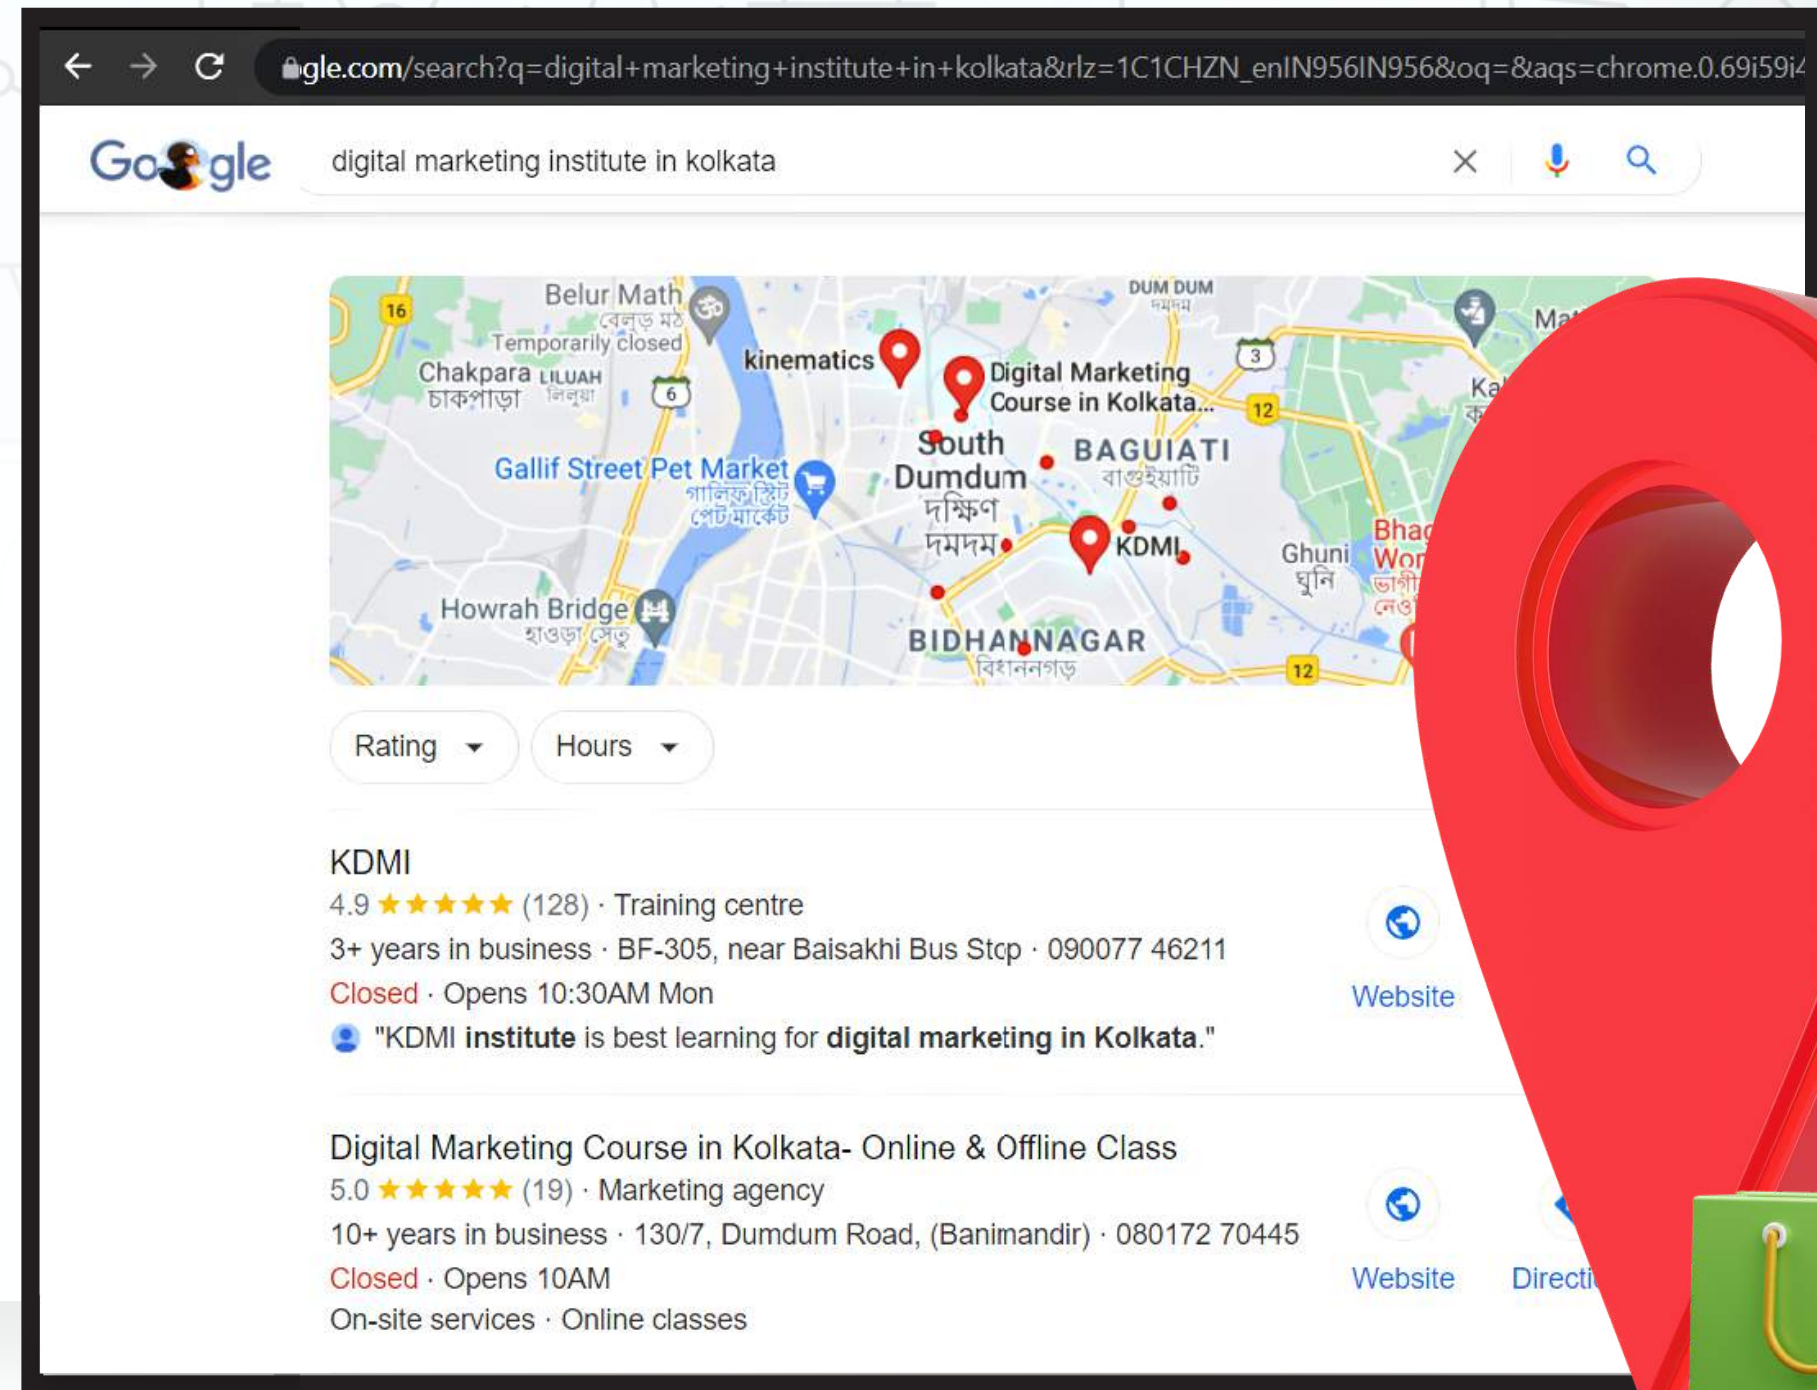 gle.com/search?q=digital+marketing+institute+in+kolkata&rlz=1C1CHZN_enIN956IN956&oq=&aqs=chrome.0.69i59i4
Google
digital marketing institute in kolkata
Belur Math
বেলুড় মঠ
Temporarily closed
DUM DUM
দমদম
16
Chakpara
চাকপাড়া
LILUAH
লিলুয়া
6
kinematics
Digital Marketing
Course in Kolkata...
3
12
South
Dumdum
দক্ষিণ
দমদম
BAGUIATI
বাগুইয়াটি
Gallif Street Pet Market
গালিফ স্ট্রিট
পেট মার্কেট
KDMI
Ghuni
ঘুনি
Howrah Bridge
হাওড়া সেতু
BIDHANNAGAR
বিধাননগড়
12
Rating
Hours
KDMI
4.9 ★★★★★ (128) · Training centre
3+ years in business · BF-305, near Baisakhi Bus Stop · 090077 46211
Closed · Opens 10:30AM Mon
"KDMI institute is best learning for digital marketing in Kolkata."
Website
Digital Marketing Course in Kolkata- Online & Offline Class
5.0 ★★★★★ (19) · Marketing agency
10+ years in business · 130/7, Dumdum Road, (Banimandir) · 080172 70445
Closed · Opens 10AM
On-site services · Online classes
Website
Directi